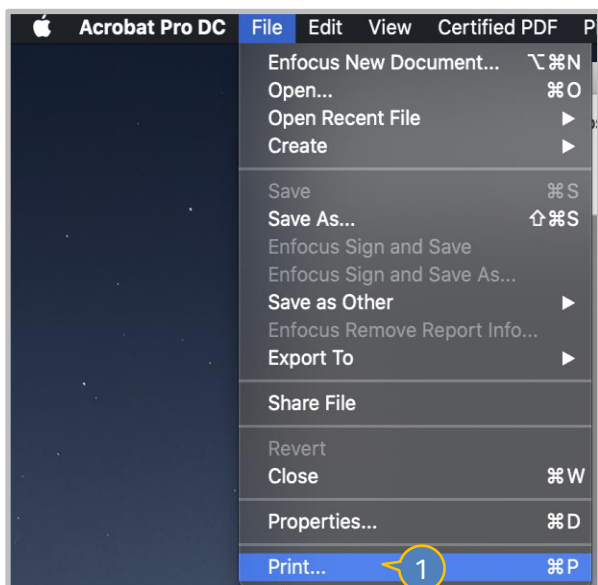 Acrobat Pro DC File Edit View Certified PDF
Enfocus New Document... ⌥⌘N
Open... ⌘O
Open Recent File ▶
Create ▶
Save ⌘S
Save As... ⇧⌘S
Enfocus Sign and Save
Enfocus Sign and Save As...
Save as Other ▶
Enfocus Remove Report Info...
Export To ▶
Share File
Revert
Close ⌘W
Properties... ⌘D
Print... 1 ⌘P